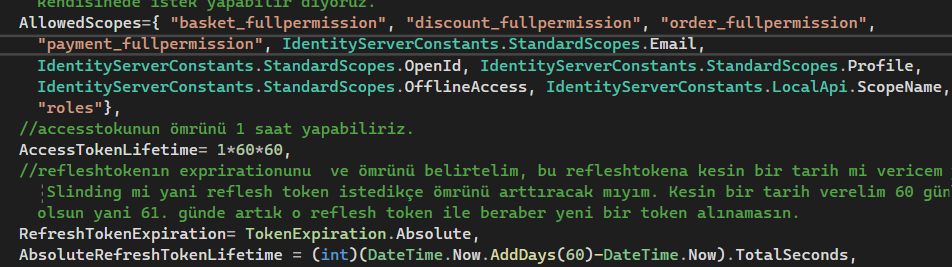 kendisinede istek yapabilir diyoruz.
AllowedScopes={ "basket_fullpermission", "discount_fullpermission", "order_fullpermission",
"payment_fullpermission", IdentityServerConstants.StandardScopes.Email,
IdentityServerConstants.StandardScopes.OpenId, IdentityServerConstants.StandardScopes.Profile,
IdentityServerConstants.StandardScopes.OfflineAccess, IdentityServerConstants.LocalApi.ScopeName,
"roles"},
//accesstokunun ömrünü 1 saat yapabiliriz.
AccessTokenLifetime= 1*60*60,
//refleshtokenın exprirationunu ve ömrünü belirtelim, bu refleshtokena kesin bir tarih mi vericem
Slinding mi yani reflesh token istedikçe ömrünü arttıracak mıyım. Kesin bir tarih verelim 60 gün
olsun yani 61. günde artık o reflesh token ile beraber yeni bir token alınamasın.
RefreshTokenExpiration= TokenExpiration.Absolute,
AbsoluteRefreshTokenLifetime = (int)(DateTime.Now.AddDays(60)-DateTime.Now).TotalSeconds,